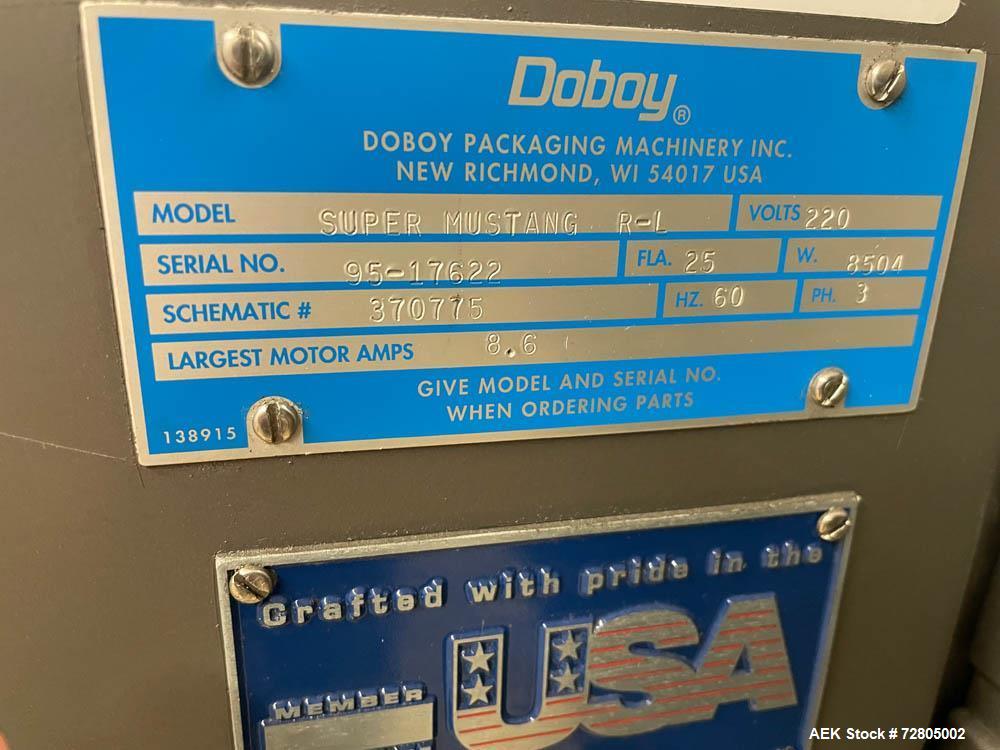 Doboy®
DOBOY PACKAGING MACHINERY INC.
NEW RICHMOND, WI 54017 USA
MODEL SUPER MUSTANG R-L VOLTS 220
SERIAL NO. 95-17622 FLA. 25 W. 8504
SCHEMATIC # 370775 HZ. 60 PH. 3
LARGEST MOTOR AMPS 8.6
GIVE MODEL AND SERIAL NO.
WHEN ORDERING PARTS
138915
Crafted with pride in the
USA
MEMBER
AEK Stock # 72805002